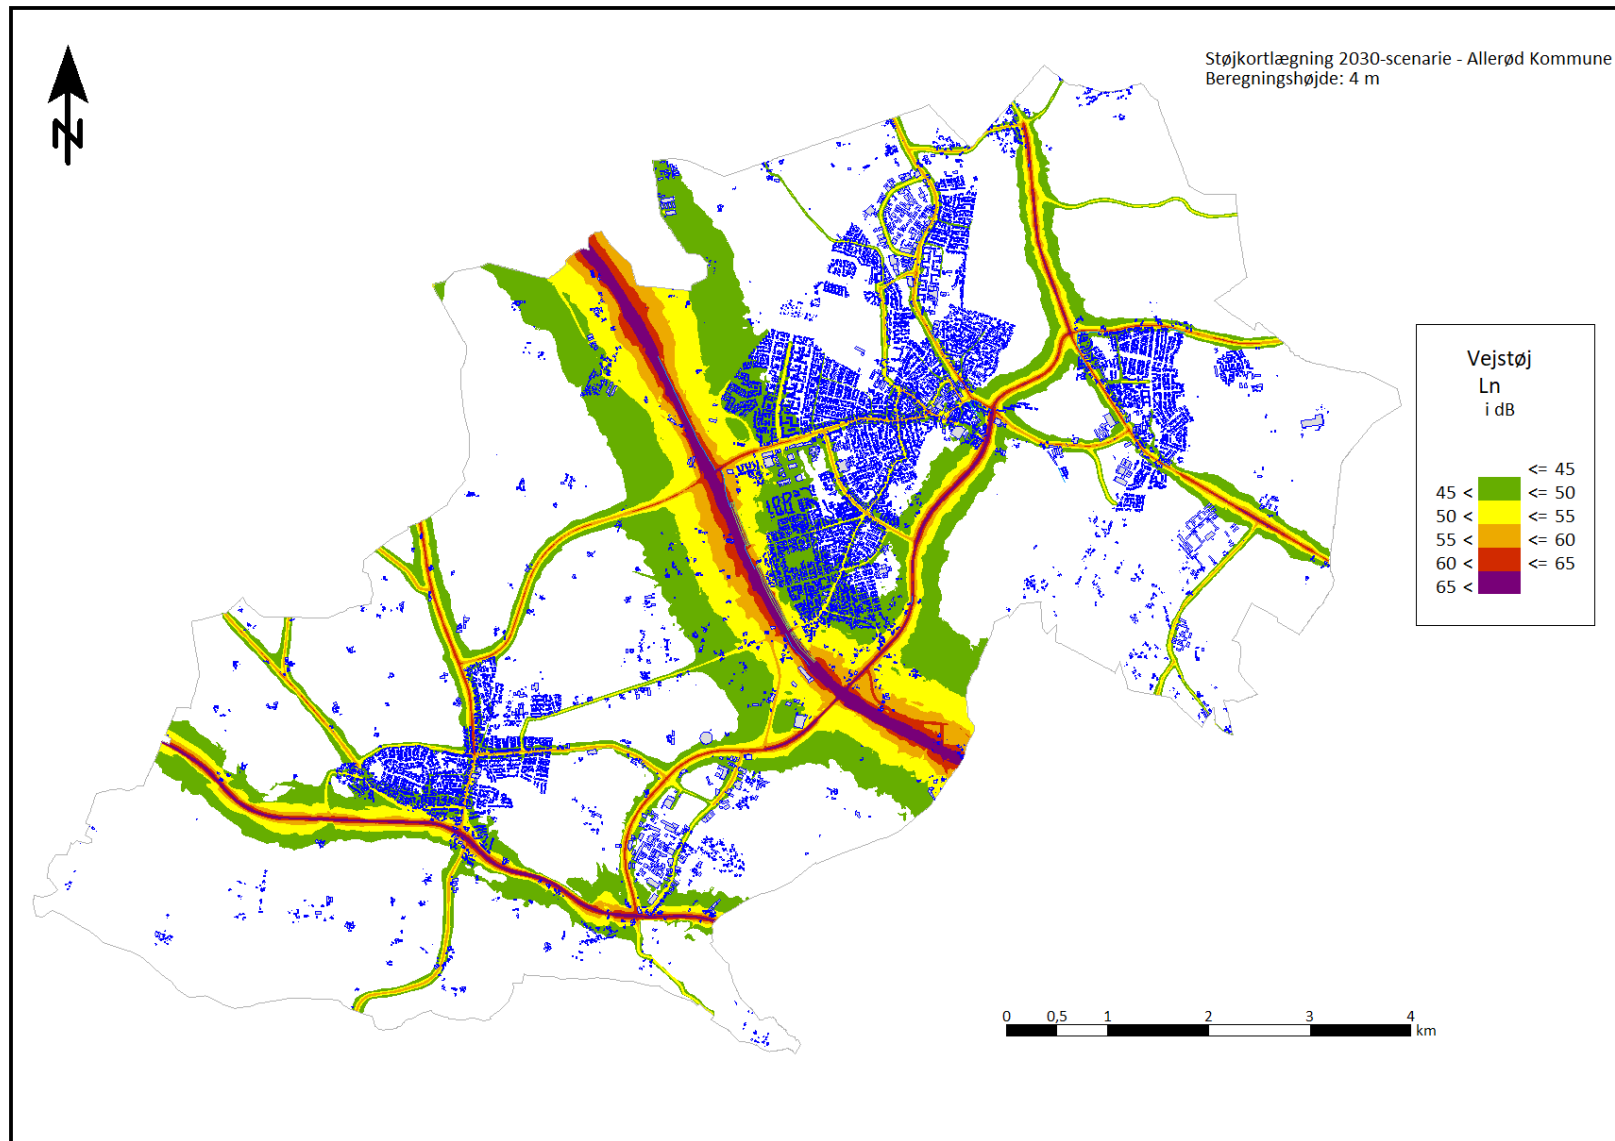 Støjkortlægning 2030-scenarie - Allerød Kommune
Beregningshøjde: 4 m
N
Vejstøj
Ln
i dB
<= 45
45 < <= 50
50 < <= 55
55 < <= 60
60 < <= 65
65 <
0 0,5 1 2 3 4
km